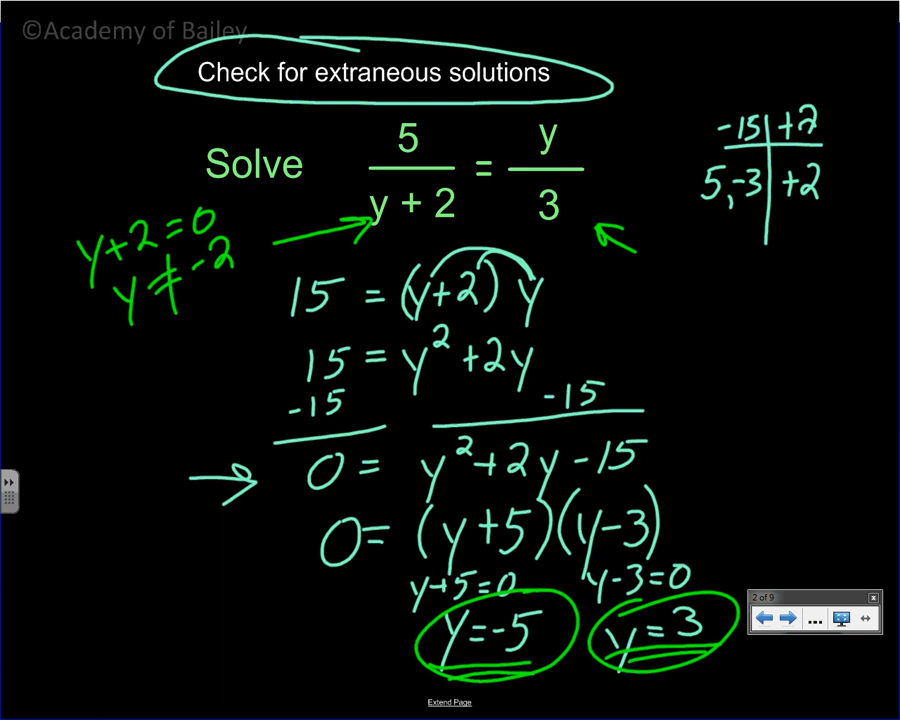 ©Academy of Bailey
Check for extraneous solutions
Solve 5 / y + 2 = y / 3
-15 | +2
5, -3 | +2
y+2=0
y ≠ -2
15 = (y+2) y
15 = y² +2y
-15 -15
0 = y² +2y -15
0= (y+5)(y-3)
y+5=0 y-3=0
y=-5 y=3
2 of 9 x
...
Extend Page